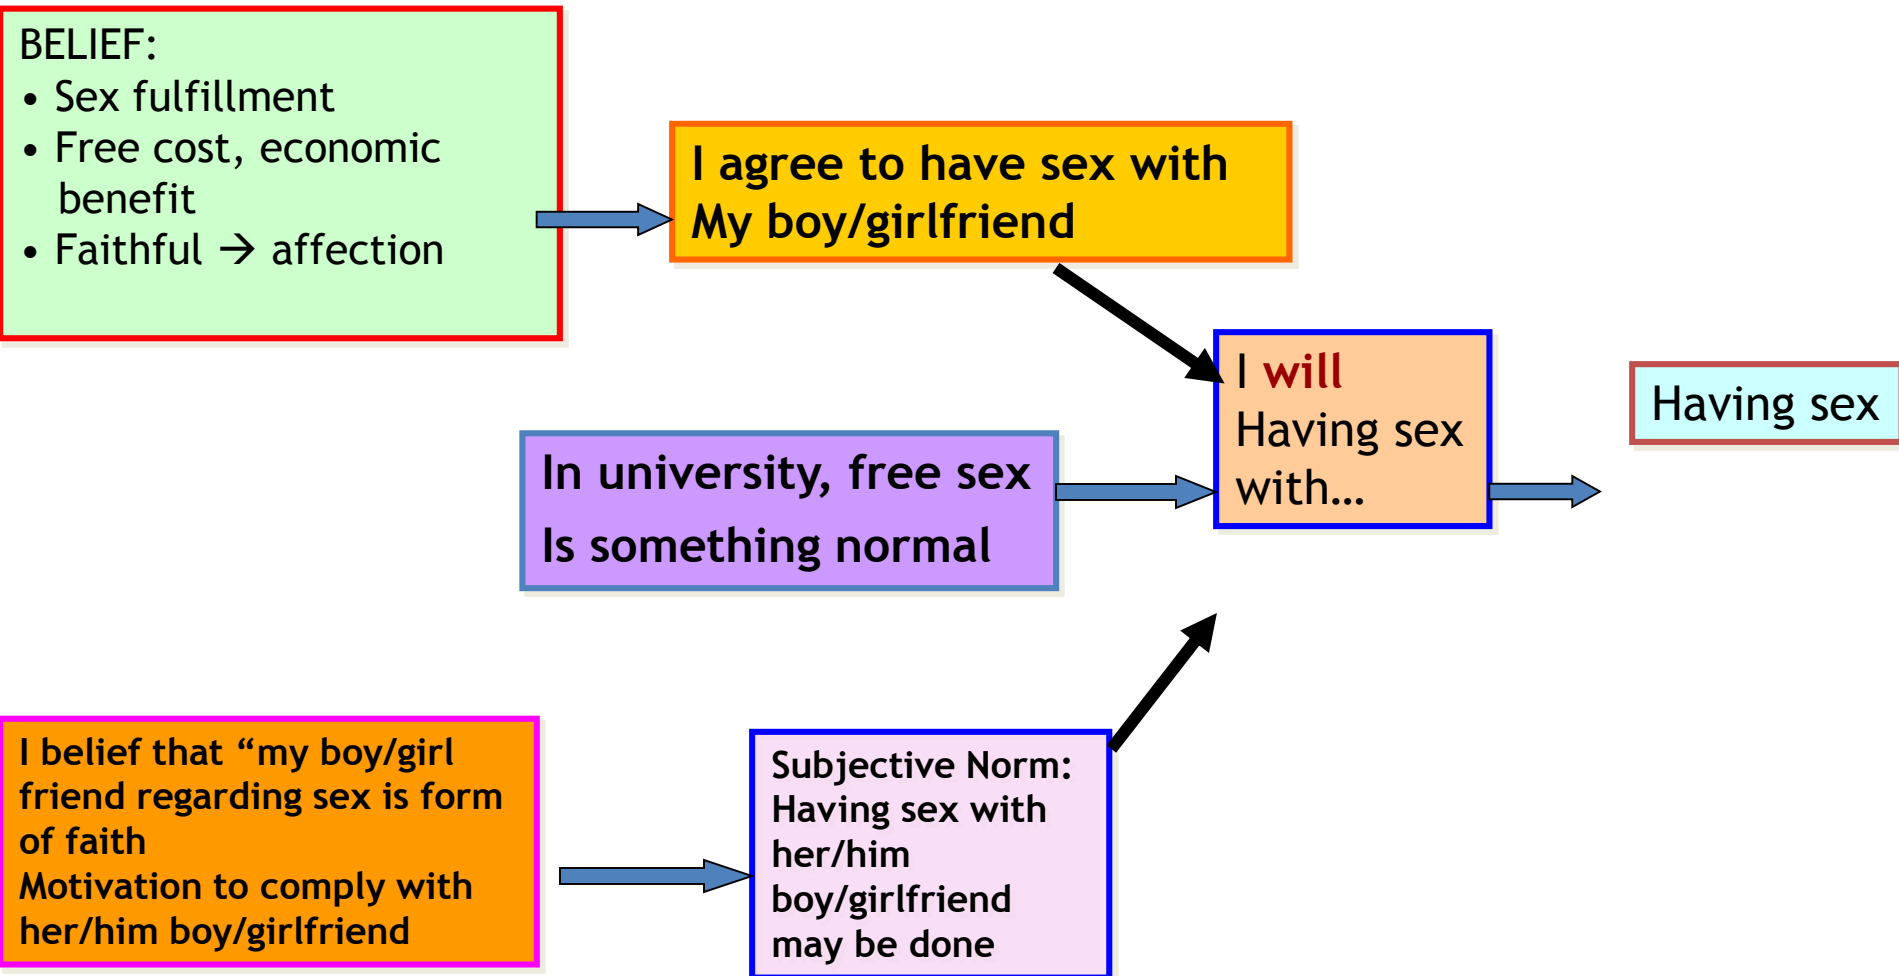 BELIEF:
• Sex fulfillment
• Free cost, economic
benefit
• Faithful → affection
I agree to have sex with
My boy/girlfriend
I will
Having sex
with…
Having sex
In university, free sex
Is something normal
I belief that “my boy/girl
friend regarding sex is form
of faith
Motivation to comply with
her/him boy/girlfriend
Subjective Norm:
Having sex with
her/him
boy/girlfriend
may be done